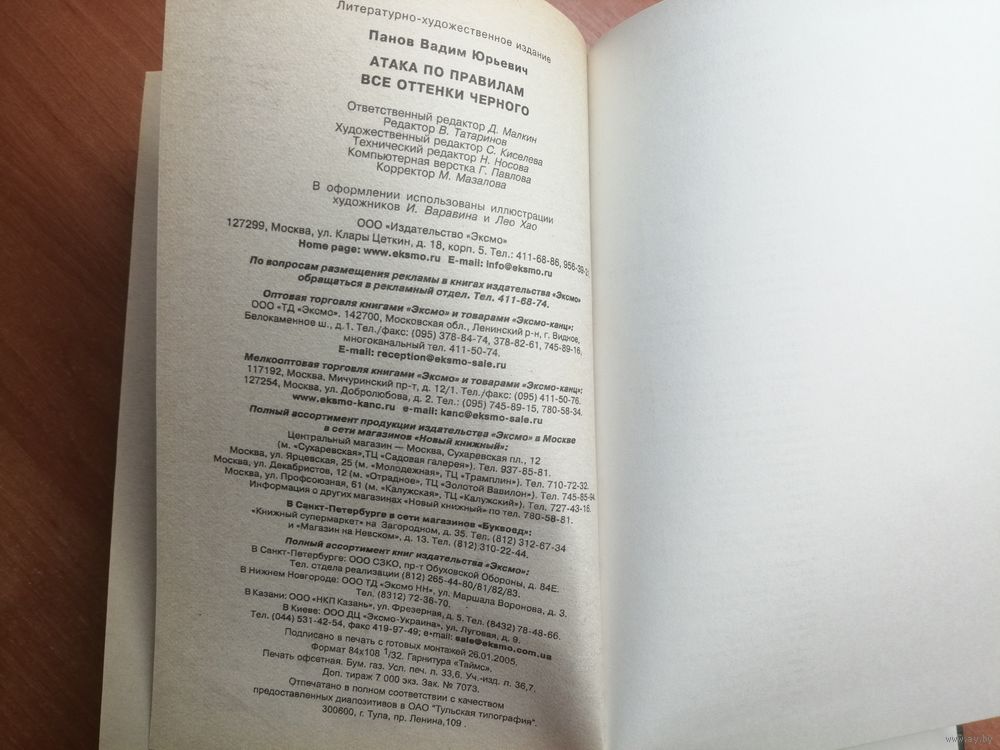 Литературно-художественное издание
Панов Вадим Юрьевич
АТАКА ПО ПРАВИЛАМ
ВСЕ ОТТЕНКИ ЧЕРНОГО
Ответственный редактор Д. Малкин
Редактор В. Татаринов
Художественный редактор С. Киселева
Технический редактор Н. Носова
Компьютерная верстка Г. Павлова
Корректор М. Мазалова
В оформлении использованы иллюстрации
художников И. Варавина и Лео Хао
ООО «Издательство «Эксмо»
127299, Москва, ул. Клары Цеткин, д. 18, корп. 5. Тел.: 411-68-86, 956-39-2
Home page: www.eksmo.ru E-mail: info@eksmo.ru
По вопросам размещения рекламы в книгах издательства «Эксмо»
обращаться в рекламный отдел. Тел. 411-68-74.
Оптовая торговля книгами «Эксмо» и товарами «Эксмо-канц»:
ООО «ТД «Эксмо». 142700, Московская обл., Ленинский р-н, г. Видное,
Белокаменное ш., д.1. Тел./факс: (095) 378-84-74, 378-82-61, 745-89-16,
многоканальный тел. 411-50-74.
E-mail: reception@eksmo-sale.ru
Мелкооптовая торговля книгами «Эксмо» и товарами «Эксмо-канц»:
117192, Москва, Мичуринский пр-т, д. 12/1. Тел./факс: (095) 411-50-76.
127254, Москва, ул. Добролюбова, д. 2. Тел.: (095) 745-89-15, 780-58-34.
www.eksmo-kanc.ru e-mail: kanc@eksmo-sale.ru
Полный ассортимент продукции издательства «Эксмо» в Москве
в сети магазинов «Новый книжный»:
Центральный магазин — Москва, Сухаревская пл., 12
(м. «Сухаревская»,ТЦ «Садовая галерея»). Тел. 937-85-81.
Москва, ул. Ярцевская, 25 (м. «Молодежная», ТЦ «Трамплин»). Тел. 710-72-32.
Москва, ул. Декабристов, 12 (м. «Отрадное», ТЦ «Золотой Вавилон»). Тел. 745-85-94.
Москва, ул. Профсоюзная, 61 (м. «Калужская», ТЦ «Калужский»). Тел. 727-43-16.
Информация о других магазинах «Новый книжный» по тел. 780-58-81.
В Санкт-Петербурге в сети магазинов «Буквоед»:
«Книжный супермаркет» на Загородном, д. 35. Тел. (812) 312-67-34
и «Магазин на Невском», д. 13. Тел. (812) 310-22-44.
Полный ассортимент книг издательства «Эксмо»:
В Санкт-Петербурге: ООО СЗКО, пр-т Обуховской Обороны, д. 84Е.
Тел. отдела реализации (812) 265-44-80/81/82/83.
В Нижнем Новгороде: ООО ТД «Эксмо НН», ул. Маршала Воронова, д. 3.
Тел. (8312) 72-36-70.
В Казани: ООО «НКП Казань», ул. Фрезерная, д. 5. Тел. (8432) 78-48-66.
В Киеве: ООО ДЦ «Эксмо-Украина», ул. Луговая, д. 9.
Тел. (044) 531-42-54, факс 419-97-49; e-mail: sale@eksmo.com.ua
Подписано в печать с готовых монтажей 26.01.2005.
Формат 84x108 1/32. Гарнитура «Таймс».
Печать офсетная. Бум. газ. Усл. печ. л. 33,6. Уч.-изд. л. 36,7.
Доп. тираж 7 000 экз. Зак. № 7073.
Отпечатано в полном соответствии с качеством
предоставленных диапозитивов в ОАО "Тульская типография".
300600, г. Тула, пр. Ленина,109 .
www.ay.by